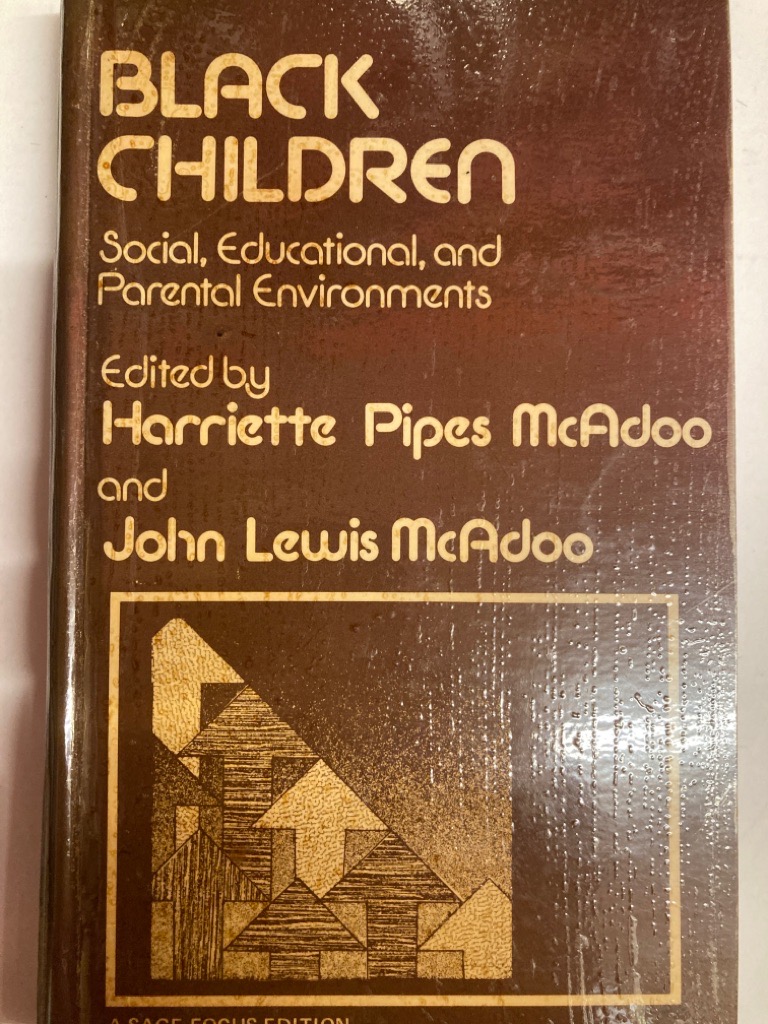 BLACK
CHILDREN
Social, Educational, and
Parental Environments
Edited by
Harriette Pipes McAdoo
and
John Lewis McAdoo
A SAGE FOCUS EDITION